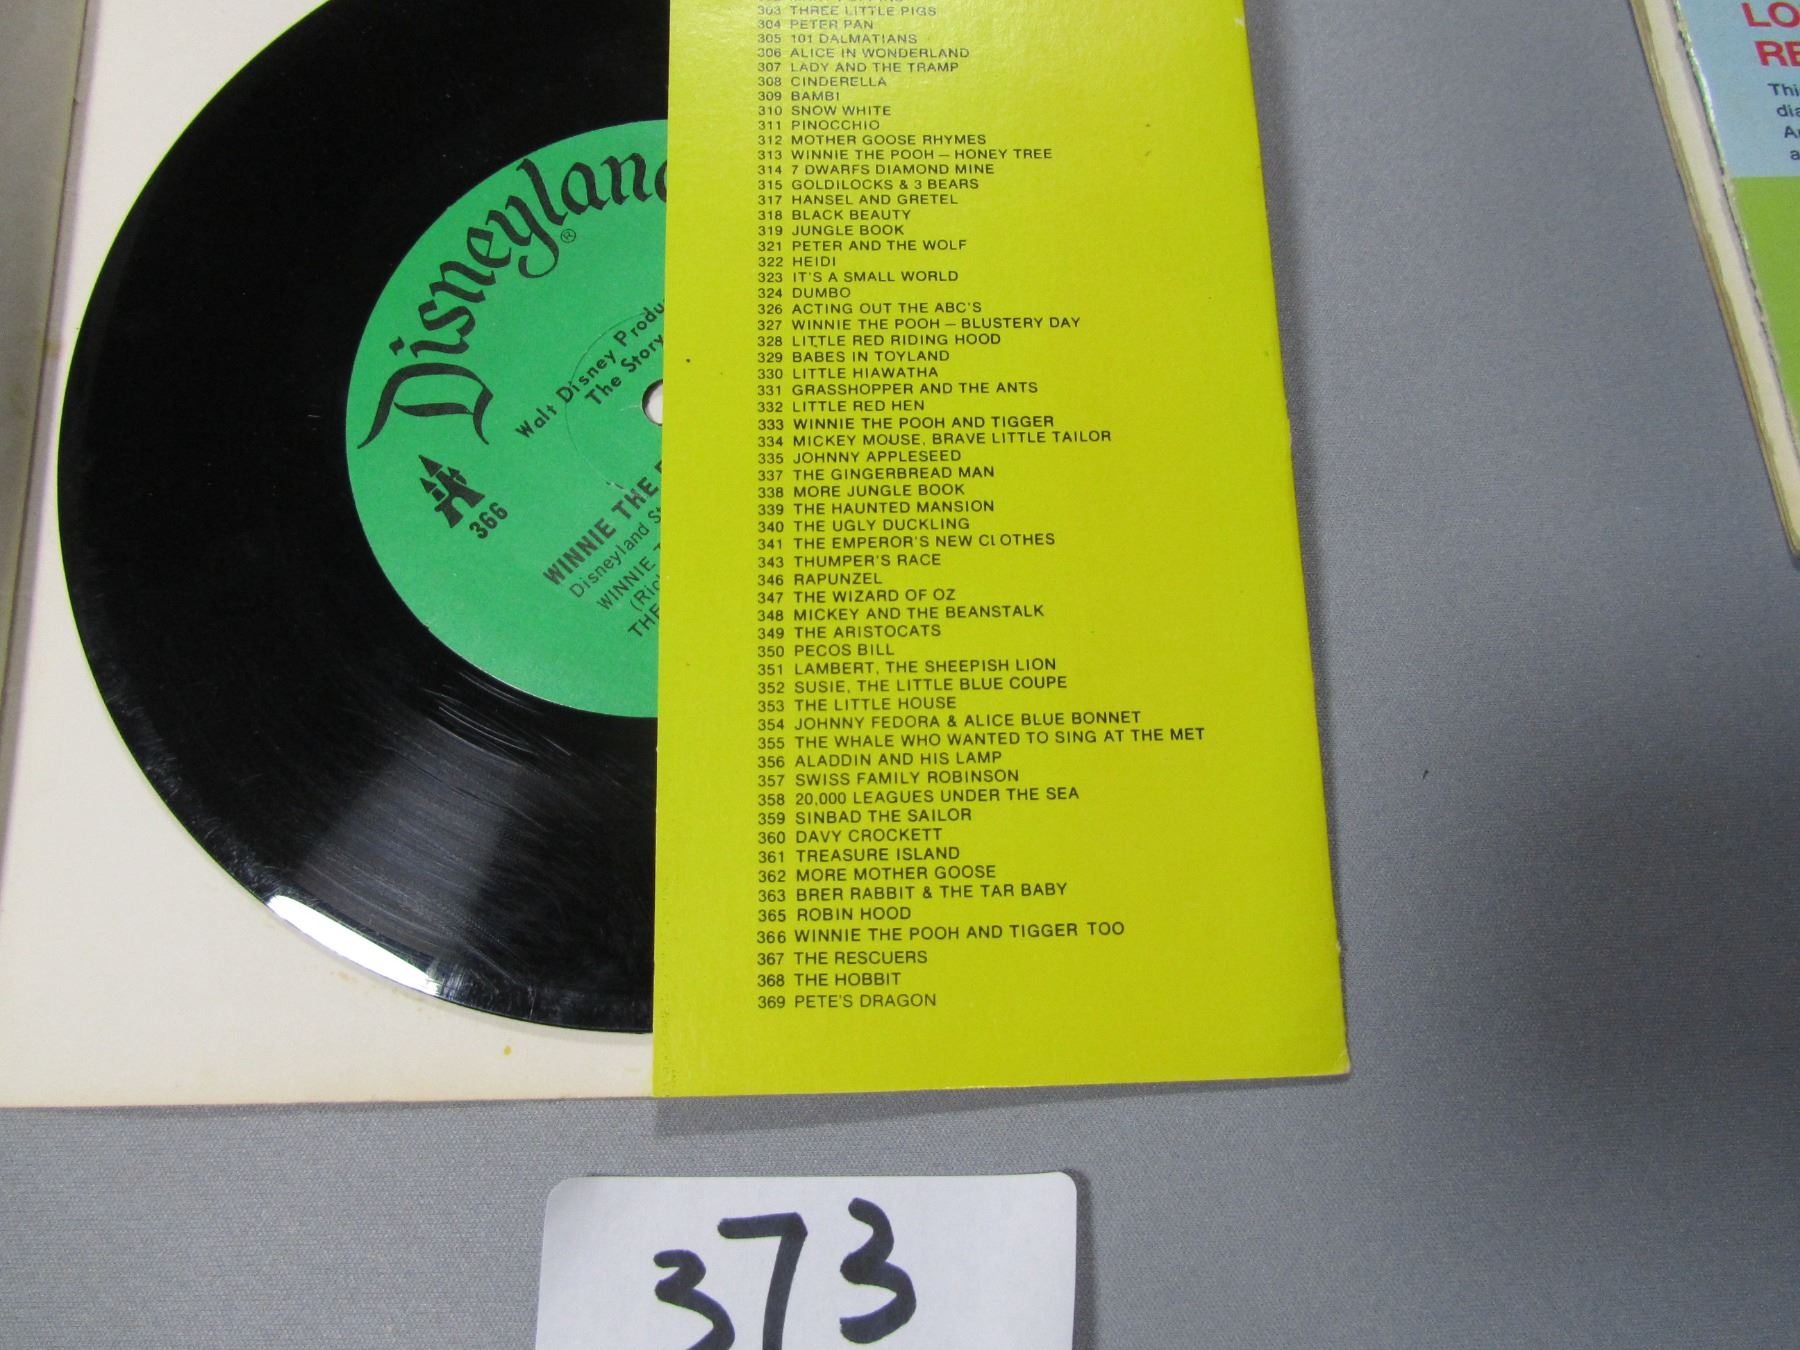 Disneyland
®
Walt Disney
The Story
366
WINNIE THE
Disneyland
WINNIE
303 THREE LITTLE PIGS
304 PETER PAN
305 101 DALMATIANS
306 ALICE IN WONDERLAND
307 LADY AND THE TRAMP
308 CINDERELLA
309 BAMBI
310 SNOW WHITE
311 PINOCCHIO
312 MOTHER GOOSE RHYMES
313 WINNIE THE POOH – HONEY TREE
314 7 DWARFS DIAMOND MINE
315 GOLDILOCKS & 3 BEARS
317 HANSEL AND GRETEL
318 BLACK BEAUTY
319 JUNGLE BOOK
321 PETER AND THE WOLF
322 HEIDI
323 IT'S A SMALL WORLD
324 DUMBO
326 ACTING OUT THE ABC'S
327 WINNIE THE POOH – BLUSTERY DAY
328 LITTLE RED RIDING HOOD
329 BABES IN TOYLAND
330 LITTLE HIAWATHA
331 GRASSHOPPER AND THE ANTS
332 LITTLE RED HEN
333 WINNIE THE POOH AND TIGGER
334 MICKEY MOUSE, BRAVE LITTLE TAILOR
335 JOHNNY APPLESEED
337 THE GINGERBREAD MAN
338 MORE JUNGLE BOOK
339 THE HAUNTED MANSION
340 THE UGLY DUCKLING
341 THE EMPEROR'S NEW CLOTHES
343 THUMPER'S RACE
346 RAPUNZEL
347 THE WIZARD OF OZ
348 MICKEY AND THE BEANSTALK
349 THE ARISTOCATS
350 PECOS BILL
351 LAMBERT, THE SHEEPISH LION
352 SUSIE, THE LITTLE BLUE COUPE
353 THE LITTLE HOUSE
354 JOHNNY FEDORA & ALICE BLUE BONNET
355 THE WHALE WHO WANTED TO SING AT THE MET
356 ALADDIN AND HIS LAMP
357 SWISS FAMILY ROBINSON
358 20,000 LEAGUES UNDER THE SEA
359 SINBAD THE SAILOR
360 DAVY CROCKETT
361 TREASURE ISLAND
362 MORE MOTHER GOOSE
363 BRER RABBIT & THE TAR BABY
365 ROBIN HOOD
366 WINNIE THE POOH AND TIGGER TOO
367 THE RESCUERS
368 THE HOBBIT
369 PETE'S DRAGON
373